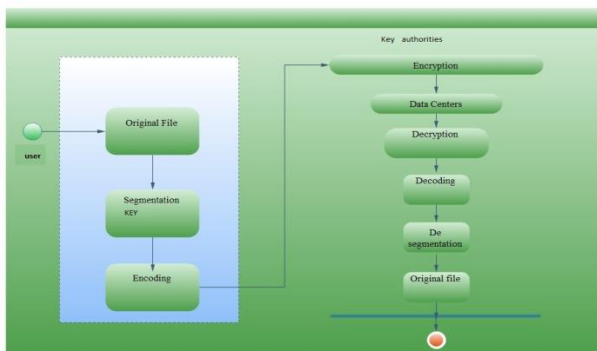 user
Original File
Segmentation
KEY
Encoding
Key authorities
Encryption
Data Centers
Decryption
Decoding
De
segmentation
Original file